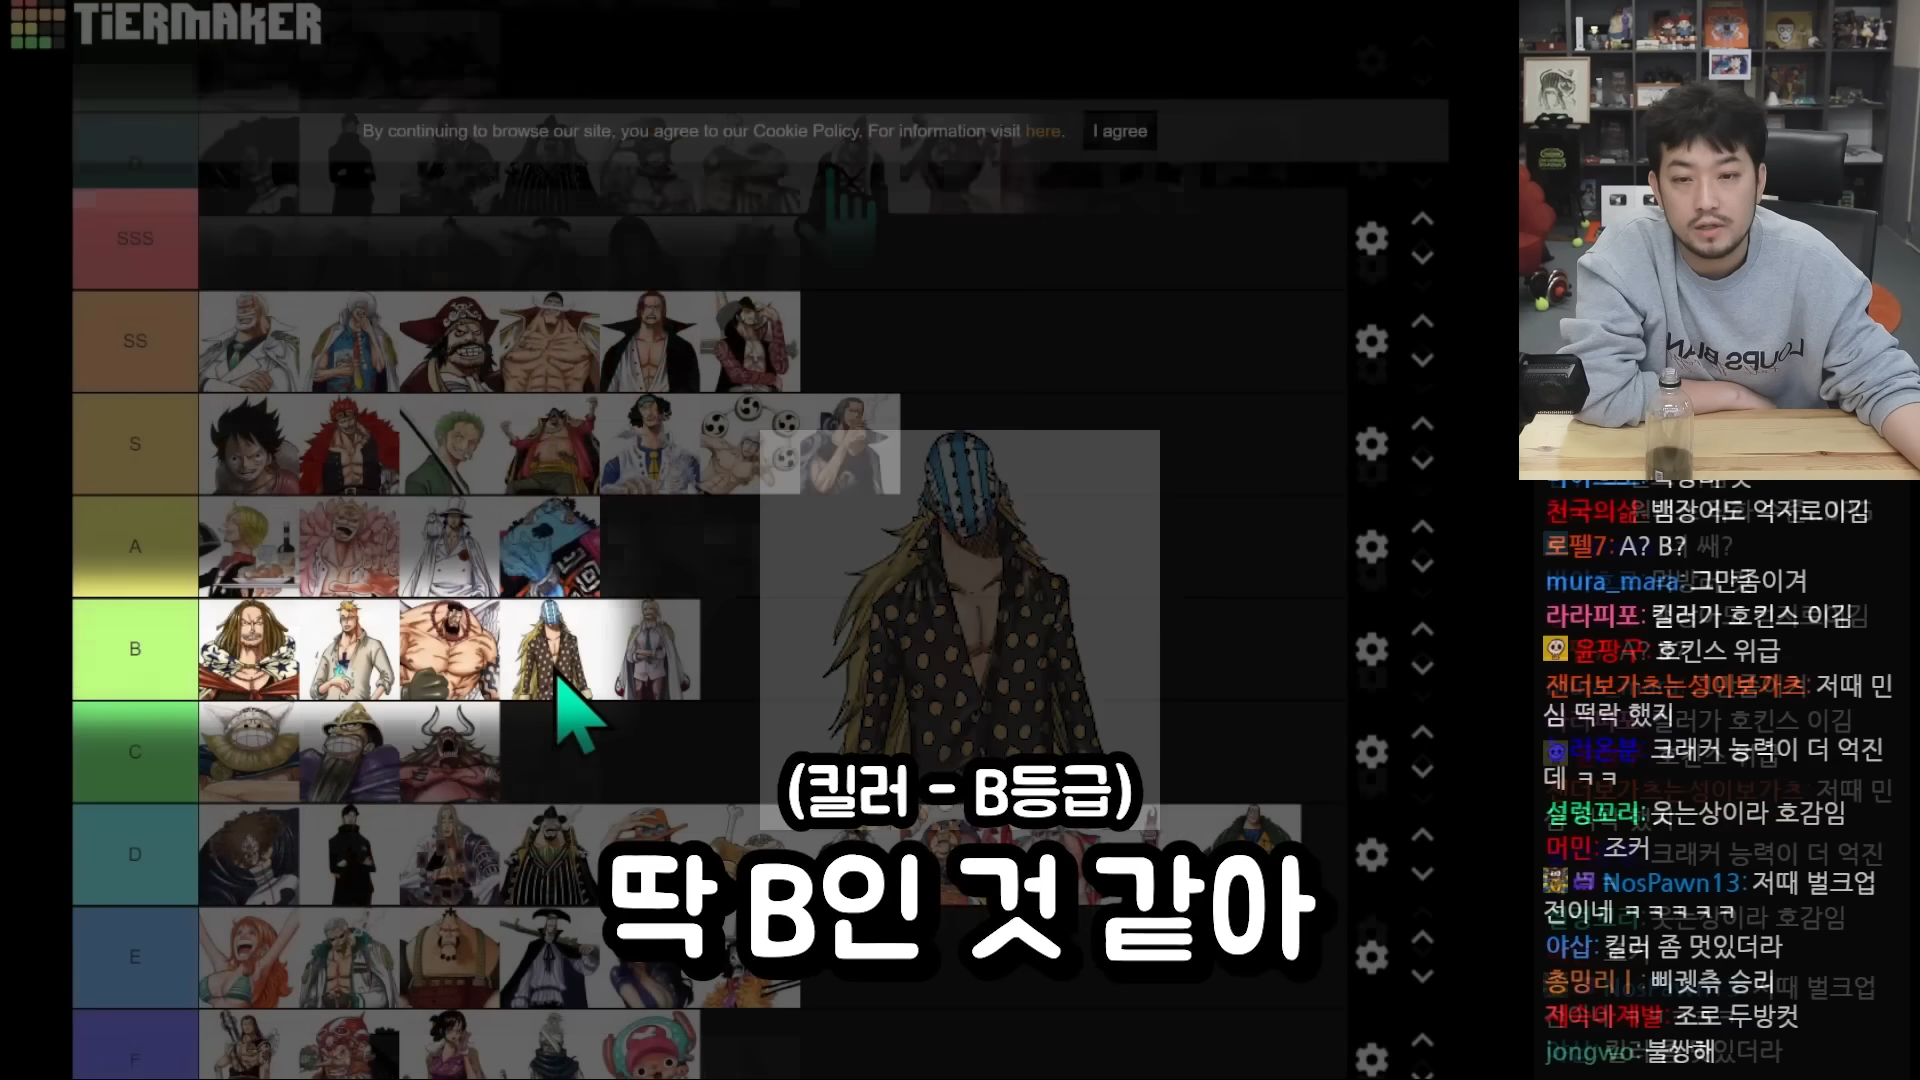 TIERMAKER
By continuing to browse our site, you agree to our Cookie Policy. For information visit here. I agree
D
SSS
SS
S
A
B
C
D
E
F
(킬러 - B등급)
딱 B인 것 같아
천국의삶: 뱀장어도 억지로이김
로펠7: A? B?
mura_mara: 그만좀이겨
라라피포: 킬러가 호킨스 이김
윤팡구: 호킨스 위급
잰더보가츠는성이보가츠: 저때 민
심 떡락 했지
크래커 능력이 더 억진
데 ㅋㅋ
설렁꼬리: 웃는상이라 호감임
머민: 조커
NosPawn13: 저때 벌크업
전이네 ㅋㅋㅋㅋㅋ
야삽: 킬러 좀 멋있더라
총밍리ㅣ: 삐궷츾 승리
조로 두방컷
jongwo: 불쌍해